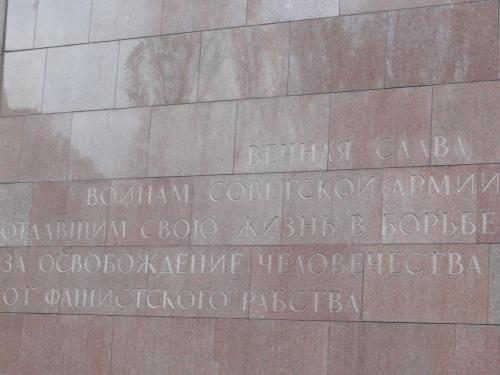 ВЕЧНАЯ СЛАВА
ВОИНАМ СОВЕТСКОЙ АРМИИ
ОТДАВШИМ СВОЮ ЖИЗНЬ В БОРЬБЕ
ЗА ОСВОБОЖДЕНИЕ ЧЕЛОВЕЧЕСТВА
ОТ ФАШИСТСКОГО РАБСТВА